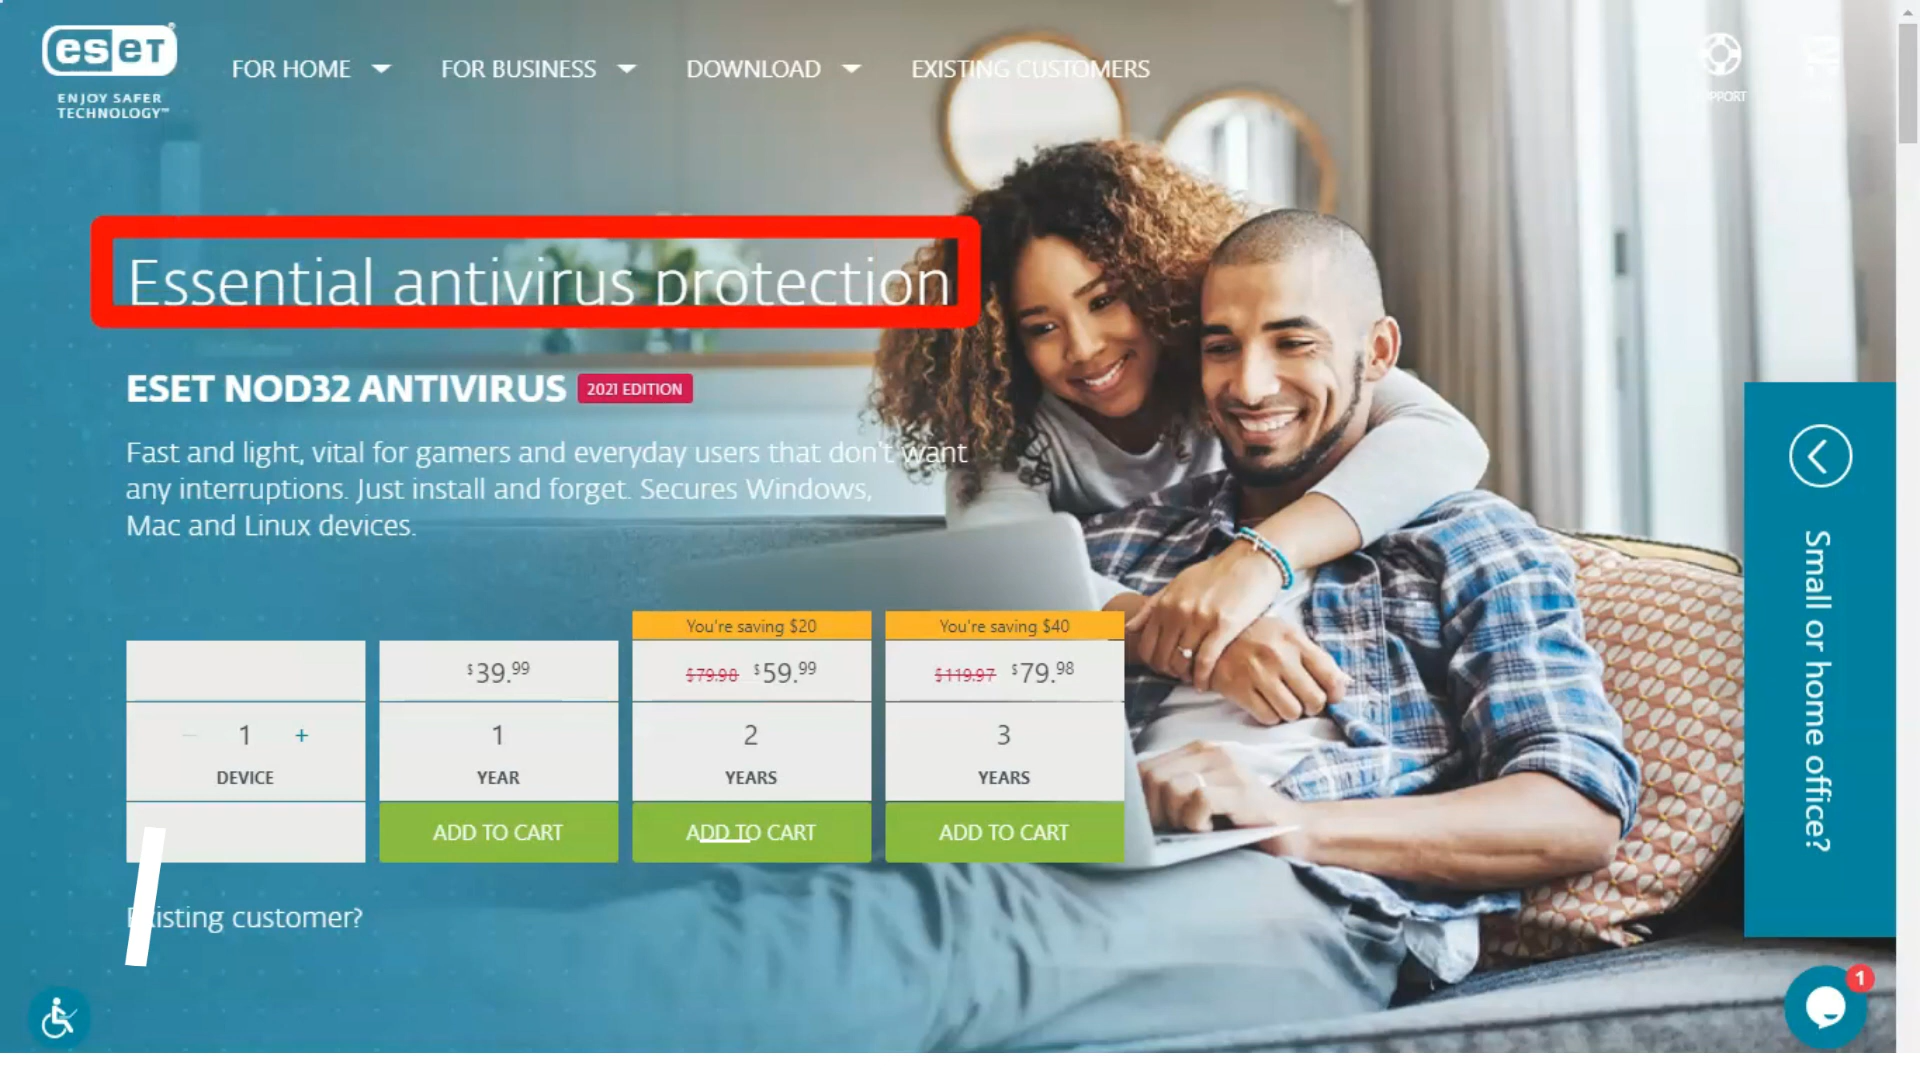 eset
ENJOY SAFER
TECHNOLOGY™
FOR HOME
FOR BUSINESS
DOWNLOAD
EXISTING CUSTOMERS
Essential antivirus protection
ESET NOD32 ANTIVIRUS 2021 EDITION
Fast and light, vital for gamers and everyday users that don't want
any interruptions. Just install and forget. Secures Windows,
Mac and Linux devices.
You're saving $20
You're saving $40
$39.99
$79.98 $59.99
$119.97 $79.98
− 1 +
1
2
3
DEVICE
YEAR
YEARS
YEARS
ADD TO CART
ADD TO CART
ADD TO CART
customer?
Small or home office?
1